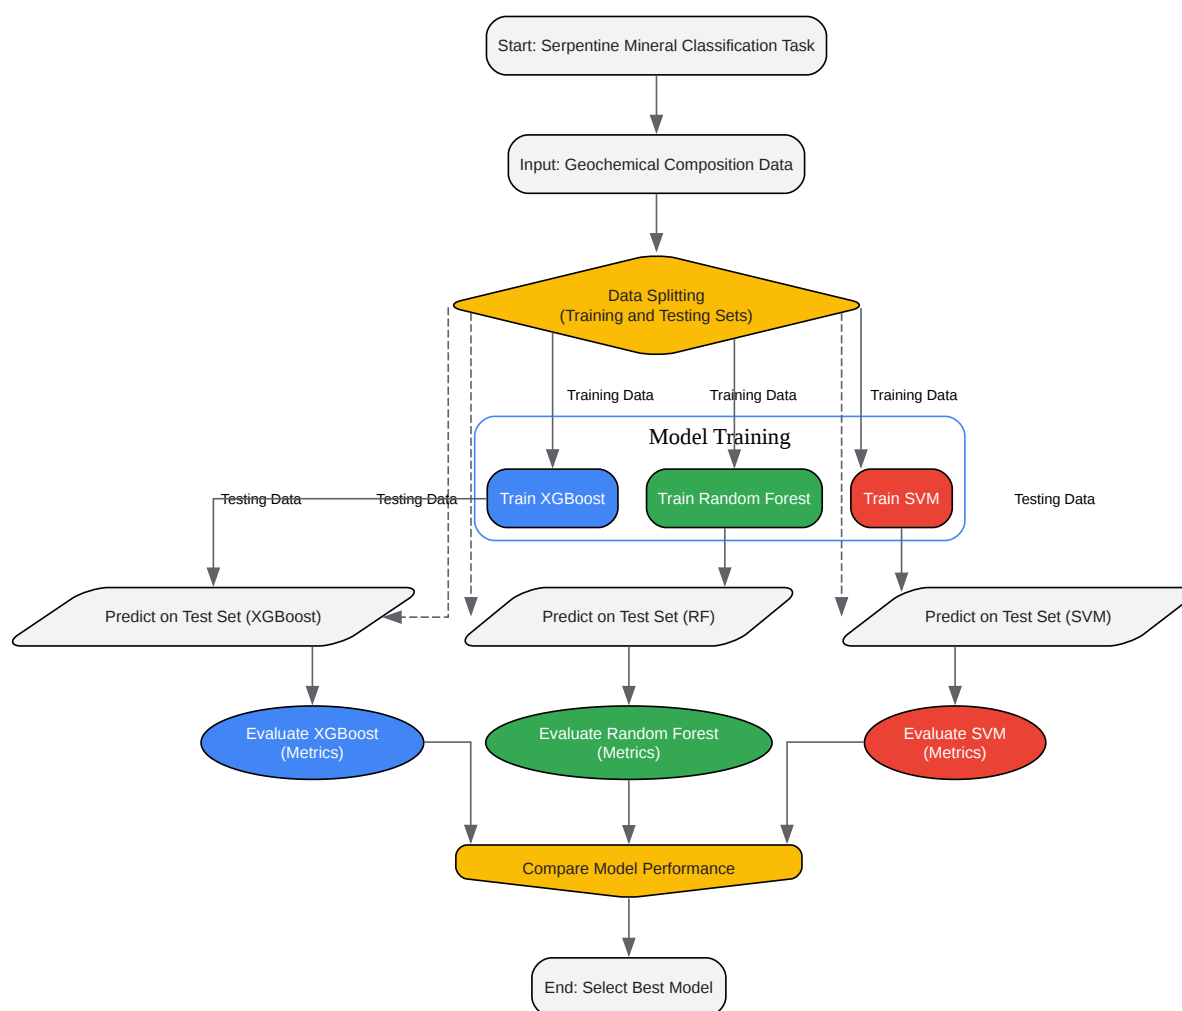 Start: Serpentine Mineral Classification Task
Input: Geochemical Composition Data
Data Splitting
(Training and Testing Sets)
Training Data
Training Data
Training Data
Model Training
Train XGBoost
Train Random Forest
Train SVM
Testing Data
Testing Data
Testing Data
Predict on Test Set (XGBoost)
Predict on Test Set (RF)
Predict on Test Set (SVM)
Evaluate XGBoost
(Metrics)
Evaluate Random Forest
(Metrics)
Evaluate SVM
(Metrics)
Compare Model Performance
End: Select Best Model